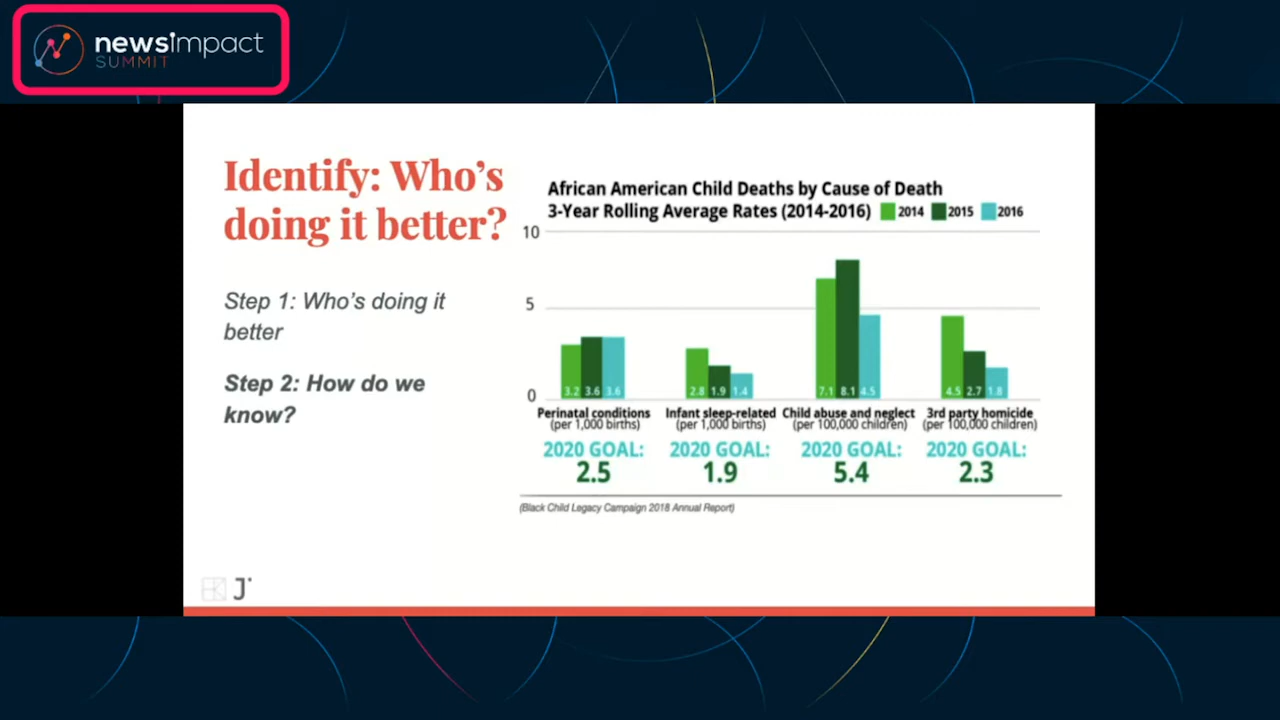 newsimpact
SUMMIT
Identify: Who's
doing it better?
Step 1: Who's doing it
better
Step 2: How do we
know?
African American Child Deaths by Cause of Death
3-Year Rolling Average Rates (2014-2016) 2014 2015 2016
10
5
0
3.2 3.6 3.6 2.8 1.9 1.4 7.1 8.1 4.5 4.5 2.7 1.8
Perinatal conditions Infant sleep-related Child abuse and neglect 3rd party homicide
(per 1,000 births) (per 1,000 births) (per 100,000 children) (per 100,000 children)
2020 GOAL: 2020 GOAL: 2020 GOAL: 2020 GOAL:
2.5 1.9 5.4 2.3
(Black Child Legacy Campaign 2018 Annual Report)
J